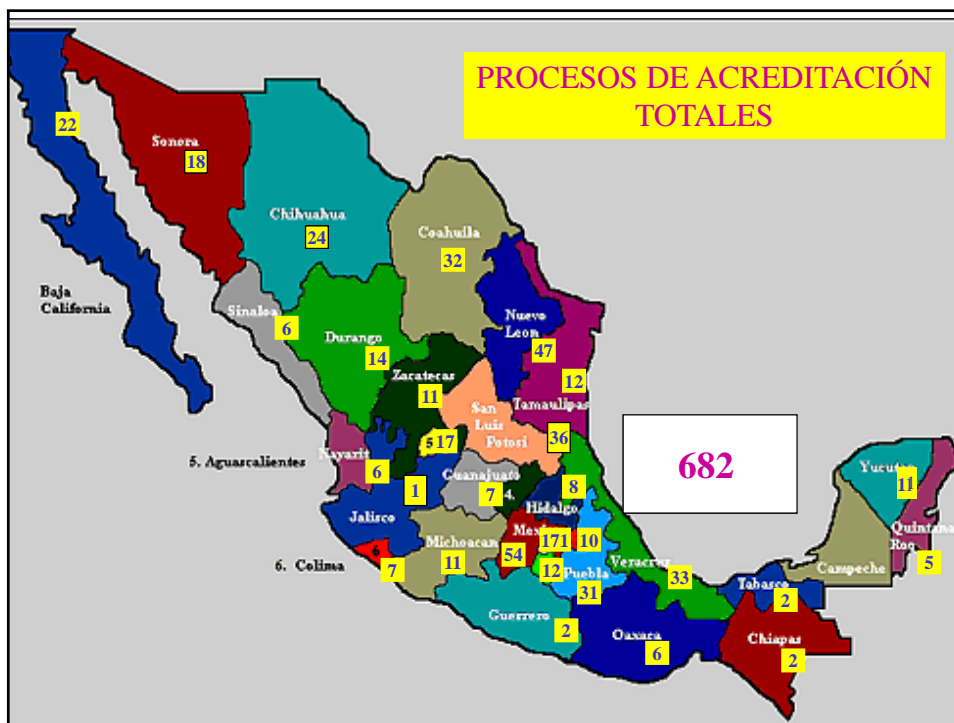 PROCESOS DE ACREDITACIÓN
TOTALES
22
Sonora
18
Chihuahua
24
Coahuila
32
Baja
California
Sinaloa
6
Durango
14
Nuevo
Leon
47
Zacatecas
11
12
Tamaulipas
San
Luis
Potosi
36
682
5
17
5. Aguascalientes
Nayarit
6
1
Guanajuato
7
4.
8
Hidalgo
Yucutan
11
Quintana
Roo
5
Jalisco
Michoacan
11
Mexico
54
171
10
12
Puebla
31
Veracruz
33
Campeche
6. Colima
6
7
Tabasco
2
Guerrero
2
Oaxaca
6
Chiapas
2